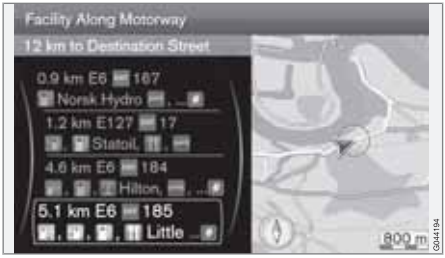 Facility Along Motorway
12 km to Destination Street
0.9 km E6 167
Norsk Hydro , ...
1.2 km E127 17
, Statoil, ,
4.6 km E6 184
, , Hilton, , ...
5.1 km E6 185
, , , Little ...
800 m
G044194